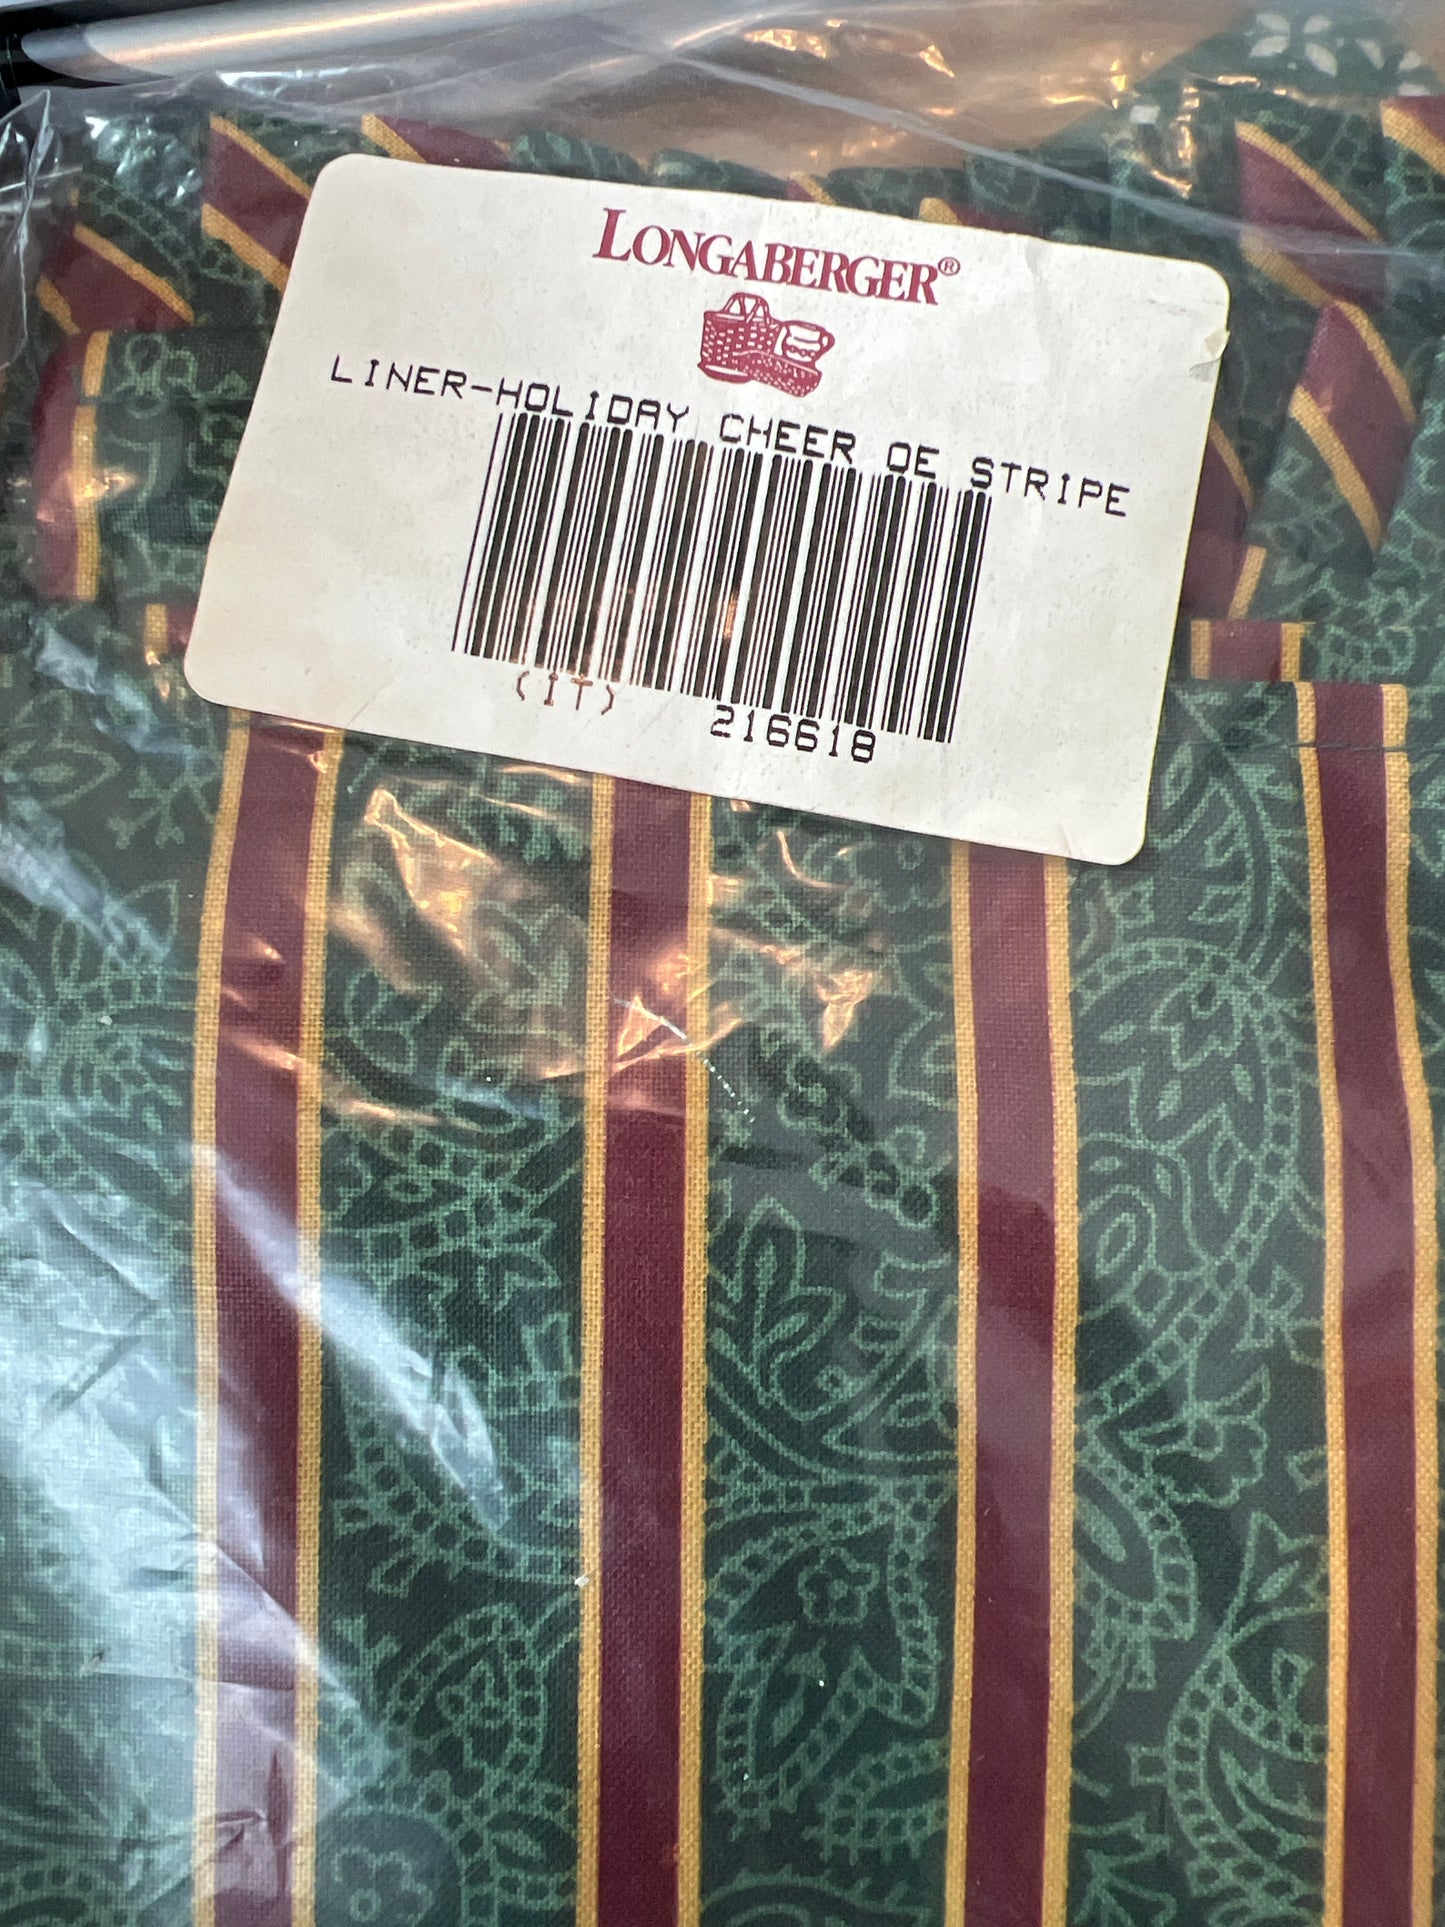 LONGABERGER®
LINER-HOLIDAY CHEER OE STRIPE
(IT)
216618